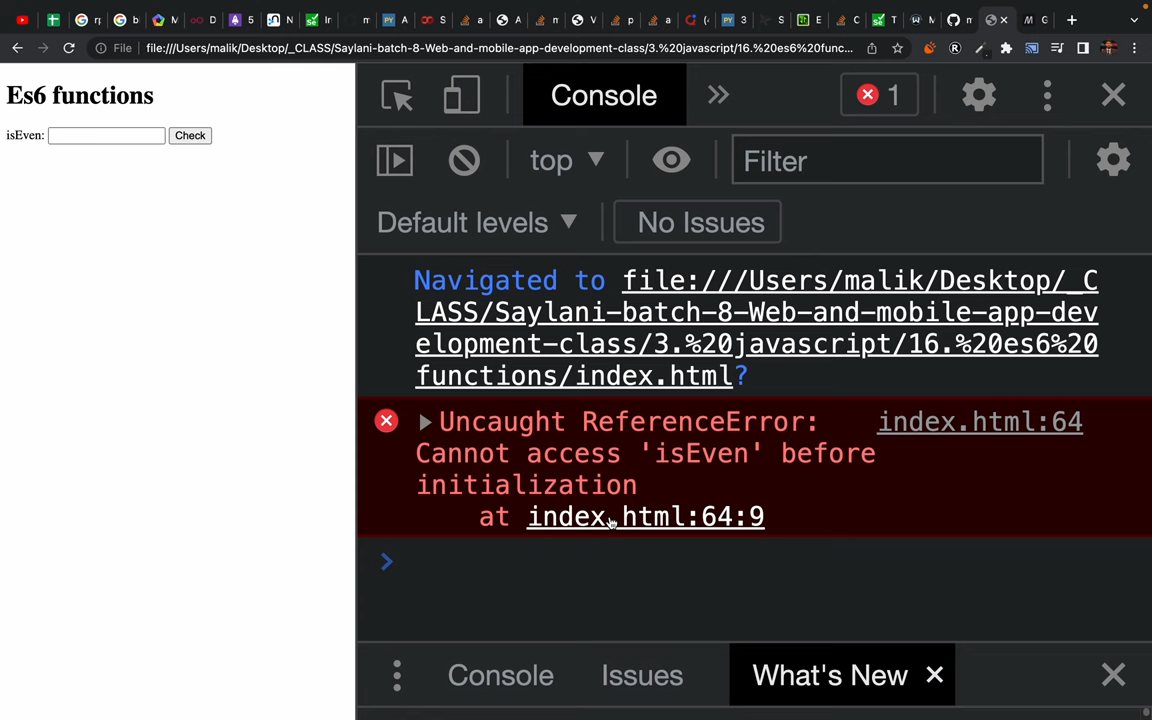 File
file:///Users/malik/Desktop/_CLASS/Saylani-batch-8-Web-and-mobile-app-development-class/3.%20javascript/16.%20es6%20func...
Es6 functions
isEven:
Check
Console
1
top
Filter
Default levels
No Issues
Navigated to file:///Users/malik/Desktop/_C
LASS/Saylani-batch-8-Web-and-mobile-app-dev
elopment-class/3.%20javascript/16.%20es6%20
functions/index.html?
Uncaught ReferenceError: index.html:64
Cannot access 'isEven' before
initialization
at index.html:64:9
Console
Issues
What's New